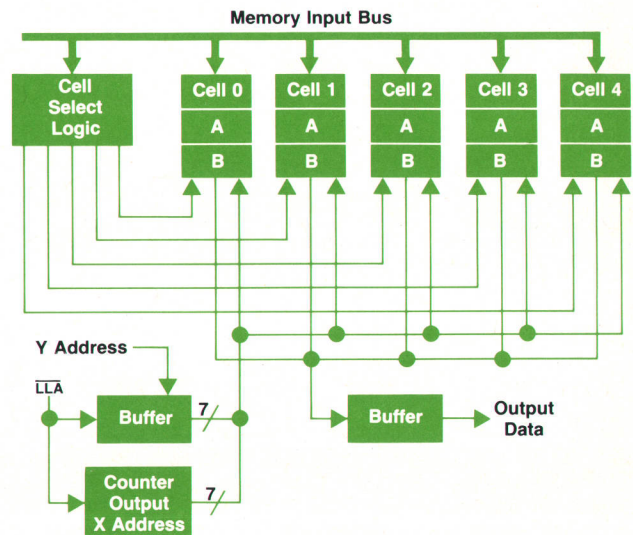 Memory Input Bus
Cell
Select
Logic
Cell 0
A
B
Cell 1
A
B
Cell 2
A
B
Cell 3
A
B
Cell 4
A
B
Y Address
LLA
Buffer
7
Counter
Output
X Address
7
Buffer
Output
Data